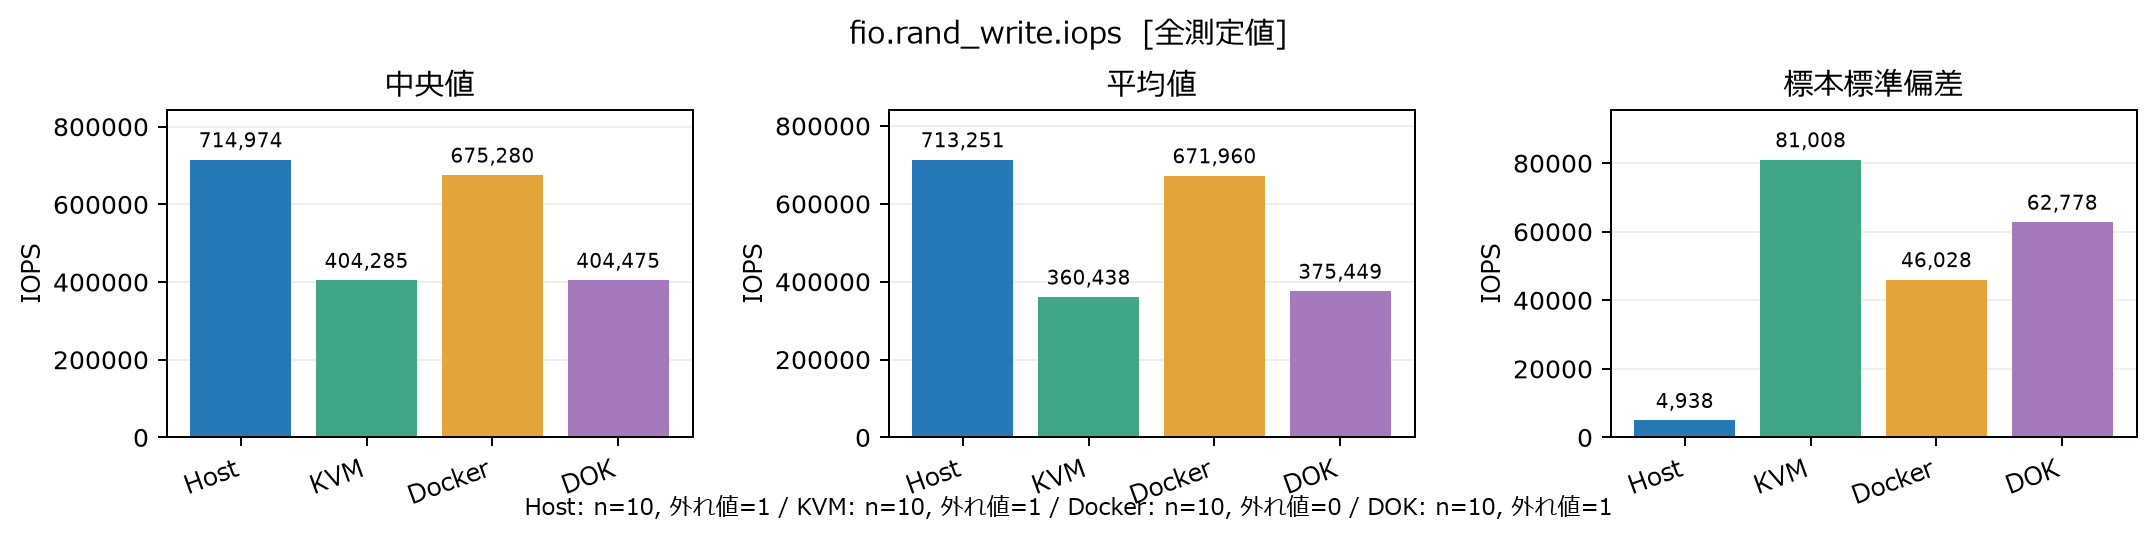 fio.rand_write.iops [全測定値]
中央値
IOPS
800000
600000
400000
200000
0
714,974
404,285
675,280
404,475
Host
KVM
Docker
DOK
平均値
IOPS
800000
600000
400000
200000
0
713,251
360,438
671,960
375,449
Host
KVM
Docker
DOK
標本標準偏差
IOPS
80000
60000
40000
20000
0
4,938
81,008
46,028
62,778
Host
KVM
Docker
DOK
Host: n=10, 外れ値=1 / KVM: n=10, 外れ値=1 / Docker: n=10, 外れ値=0 / DOK: n=10, 外れ値=1